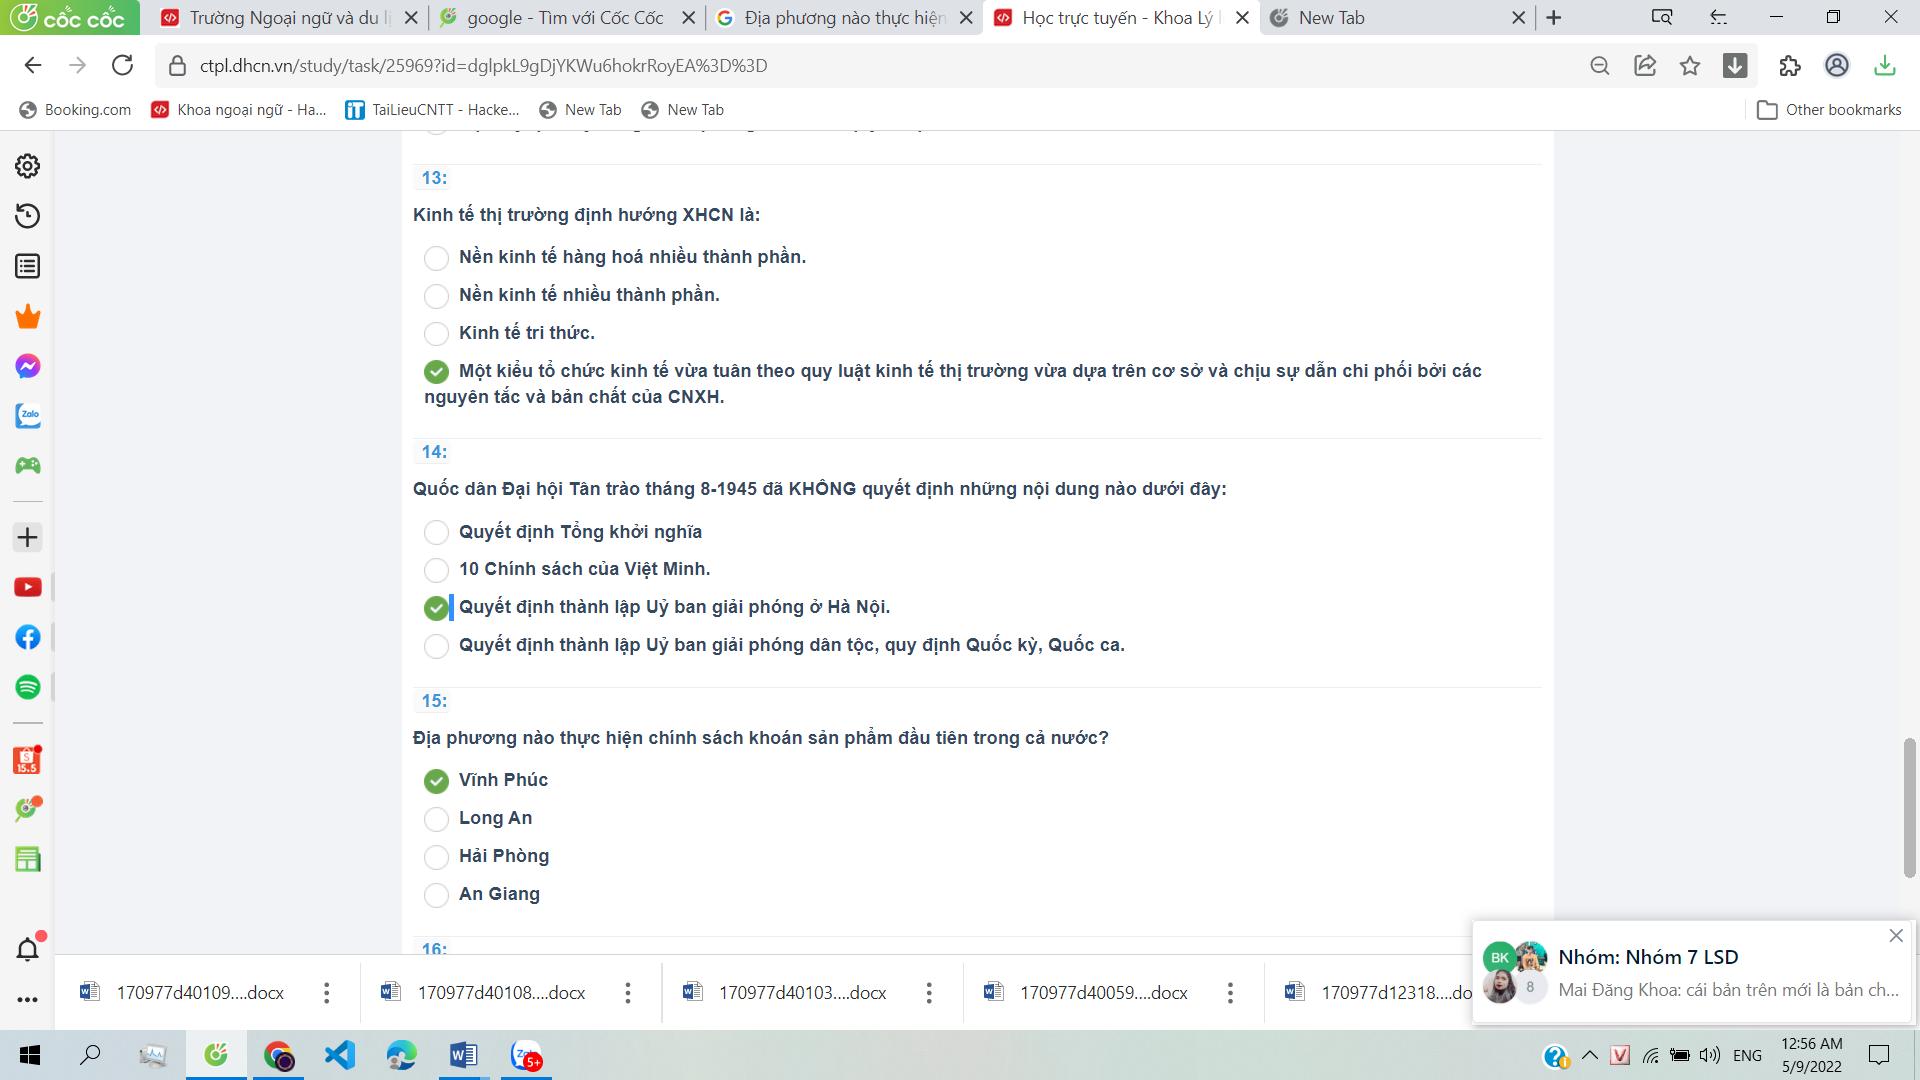 cốc cốc
Trường Ngoại ngữ và du l
google - Tìm với Cốc Cốc
Địa phương nào thực hiện
Học trực tuyến - Khoa Lý l
New Tab
ctpl.dhcn.vn/study/task/25969?id=dglpkL9gDjYKWu6hokrRoyEA%3D%3D
Booking.com
Khoa ngoại ngữ - Ha...
TaiLieuCNTT - Hacke...
New Tab
New Tab
Other bookmarks
13:
Kinh tế thị trường định hướng XHCN là:
Nền kinh tế hàng hoá nhiều thành phần.
Nền kinh tế nhiều thành phần.
Kinh tế tri thức.
Một kiểu tổ chức kinh tế vừa tuân theo quy luật kinh tế thị trường vừa dựa trên cơ sở và chịu sự dẫn chi phối bởi các
nguyên tắc và bản chất của CNXH.
14:
Quốc dân Đại hội Tân trào tháng 8-1945 đã KHÔNG quyết định những nội dung nào dưới đây:
Quyết định Tổng khởi nghĩa
10 Chính sách của Việt Minh.
Quyết định thành lập Uỷ ban giải phóng ở Hà Nội.
Quyết định thành lập Uỷ ban giải phóng dân tộc, quy định Quốc kỳ, Quốc ca.
15:
Địa phương nào thực hiện chính sách khoán sản phẩm đầu tiên trong cả nước?
Vĩnh Phúc
Long An
Hải Phòng
An Giang
16:
Zalo
15.5
BK
8
Nhóm: Nhóm 7 LSD
Mai Đăng Khoa: cái bản trên mới là bản ch...
170977d40109....docx
170977d40108....docx
170977d40103....docx
170977d40059....docx
170977d12318....do
5+
ENG
12:56 AM
5/9/2022